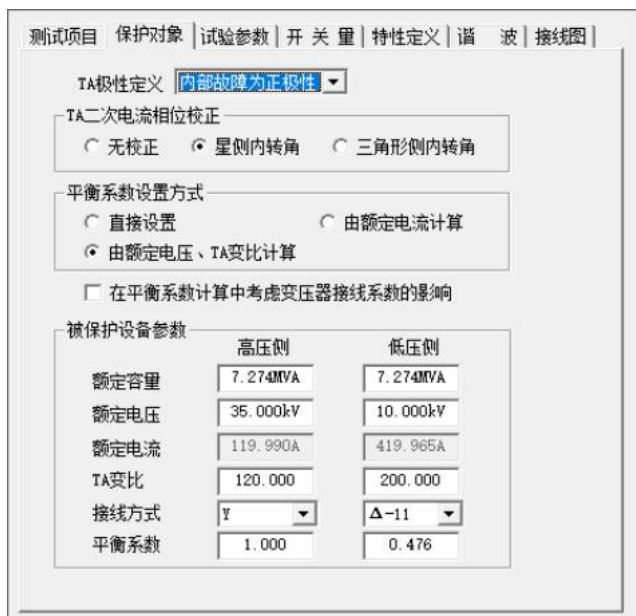 测试项目 保护对象 试验参数 开 关 量 特性定义 谐 波 接线图
TA极性定义 内部故障为正极性
TA二次电流相位校正
无校正 星侧内转角 三角形侧内转角
平衡系数设置方式
直接设置 由额定电流计算
由额定电压、TA变比计算
在平衡系数计算中考虑变压器接线系数的影响
被保护设备参数
高压侧 低压侧
额定容量 7.274MVA 7.274MVA
额定电压 35.000kV 10.000kV
额定电流 119.990A 419.965A
TA变比 120.000 200.000
接线方式 Y Δ-11
平衡系数 1.000 0.476